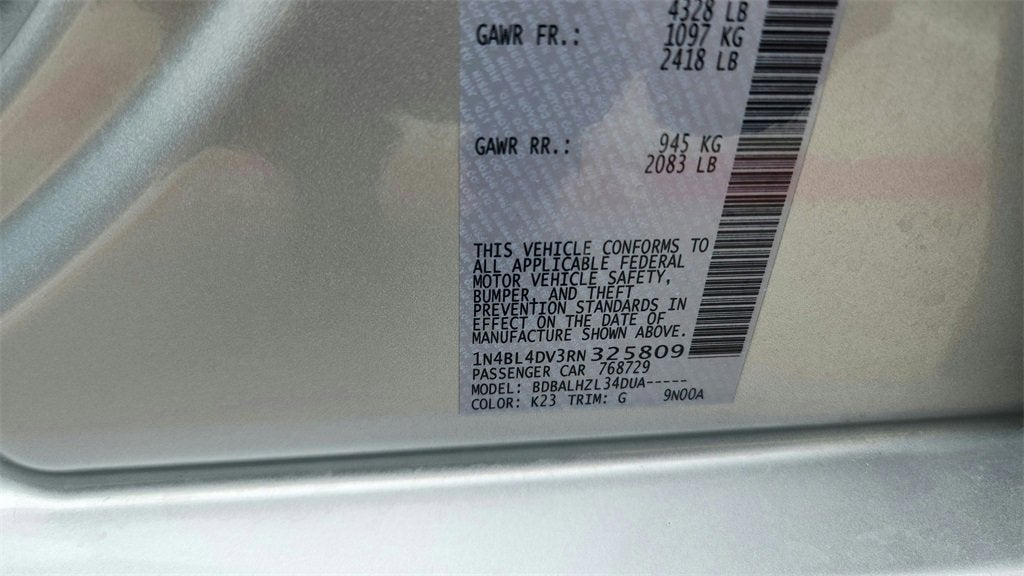 4328 LB
GAWR FR.: 1097 KG
2418 LB
GAWR RR.: 945 KG
2083 LB
THIS VEHICLE CONFORMS TO
ALL APPLICABLE FEDERAL
MOTOR VEHICLE SAFETY,
BUMPER, AND THEFT
PREVENTION STANDARDS IN
EFFECT ON THE DATE OF
MANUFACTURE SHOWN ABOVE.
1N4BL4DV3RN325809
PASSENGER CAR 768729
MODEL: BDBALHZL34DUA-----
COLOR: K23 TRIM: G 9N00A